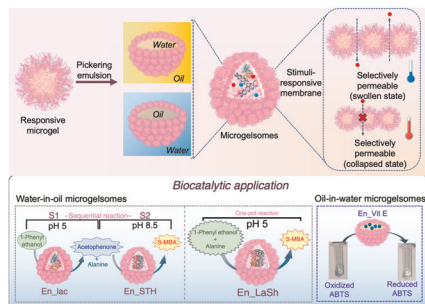 Responsive microgel
Pickering
emulsion
Water
Oil
Oil
Water
Microgelsomes
Stimuli-
responsive
membrane
Selectively
permeable
(swollen state)
Selectively
permeable
(collapsed state)
Biocatalytic application
Water-in-oil microgelsomes
S1 –Sequential reaction– S2
pH 5
pH 8.5
1-Phenyl
ethanol
Acetophenone
+
Alanine
S-MBA
En_lac
En_STH
One-pot reaction
pH 5
1-Phenyl ethanol
+
Alanine
S-MBA
En_LaSh
Oil-in-water microgelsomes
En_Vit E
Oxidized
ABTS
Reduced
ABTS